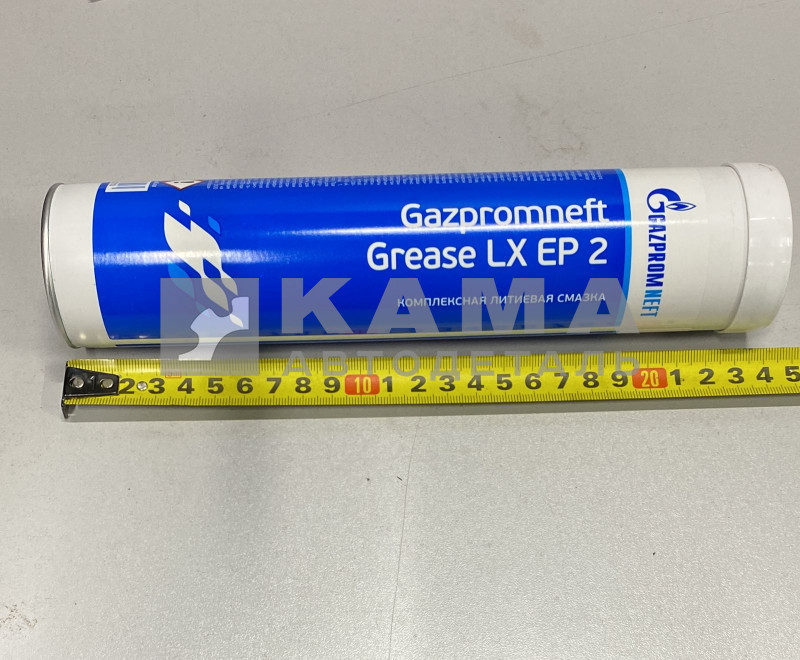 Gazpromneft
Grease LX EP 2
КОМПЛЕКСНАЯ ЛИТИЕВАЯ СМАЗКА
GAZPROM NEFT
КАМА
АВТОДЕТАЛЬ
2 3 4 5 6 7 8 9 10 1 2 3 4 5 6 7 8 9 20 1 2 3 4 5